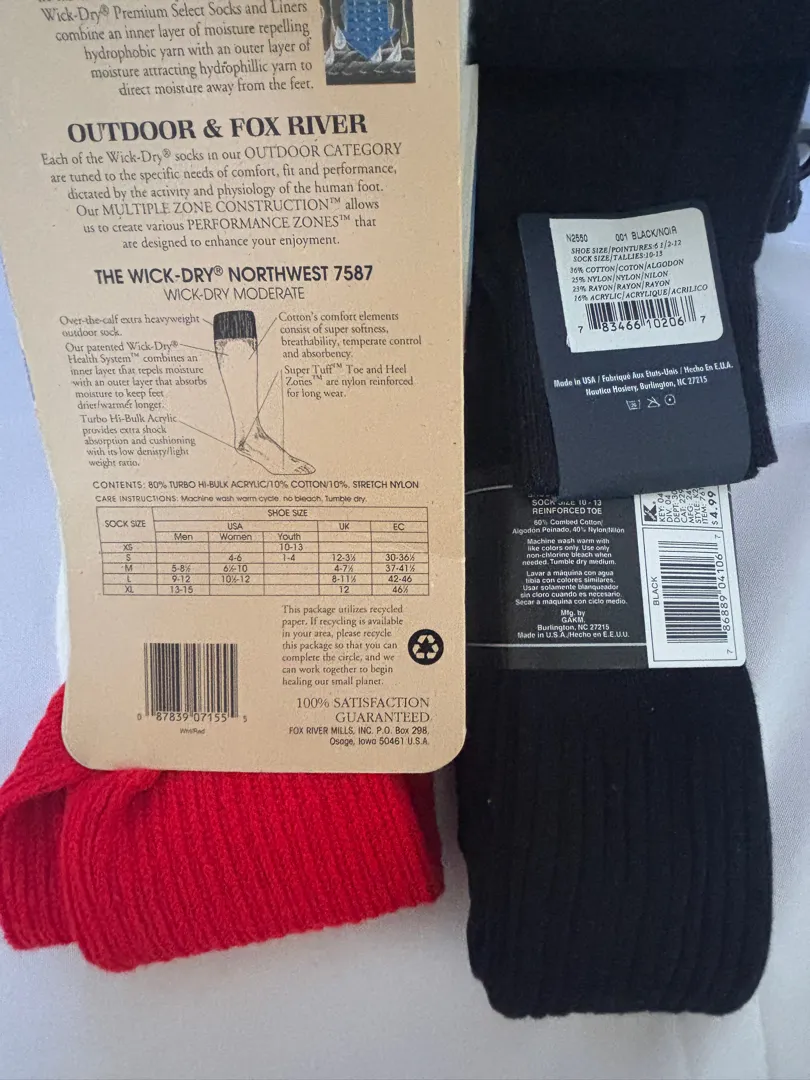 Wick-Dry® Premium Select Socks and Liners
combine an inner layer of moisture repelling
hydrophobic yarn with an outer layer of
moisture attracting hydrophillic yarn to
direct moisture away from the feet.
OUTDOOR & FOX RIVER
Each of the Wick-Dry® socks in our OUTDOOR CATEGORY
are tuned to the specific needs of comfort, fit and performance,
dictated by the activity and physiology of the human foot.
Our MULTIPLE ZONE CONSTRUCTION™ allows
us to create various PERFORMANCE ZONES™ that
are designed to enhance your enjoyment.
THE WICK-DRY® NORTHWEST 7587
WICK-DRY MODERATE
Over-the-calf extra heavyweight
outdoor sock.
Our patented Wick-Dry®
Health System™ combines an
inner layer that repels moisture
with an outer layer that absorbs
moisture to keep feet
drier/warmer longer.
Turbo Hi-Bulk Acrylic
provides extra shock
absorption and cushioning
with its low density/light
weight ratio.
Cotton's comfort elements
consist of super softness,
breathability, temperate control
and absorbency.
Super Tuff™ Toe and Heel
Zones™ are nylon reinforced
for long wear.
CONTENTS: 80% TURBO HI-BULK ACRYLIC/10% COTTON/10%. STRETCH NYLON
CARE INSTRUCTIONS: Machine wash warm cycle. no bleach, Tumble dry.
SOCK SIZE SHOE SIZE
USA UK EC
Men Women Youth
XS 10-13
S 4-6 1-4 12-3½ 30-36½
M 5-8½ 6½-10 4-7½ 37-41½
L 9-12 10½-12 8-11½ 42-46
XL 13-15 12 46½
This package utilizes recycled
paper. If recycling is available
in your area, please recycle
this package so that you can
complete the circle, and we
can work together to begin
healing our small planet.
0 87839 07155 5
Wht/Red
100% SATISFACTION
GUARANTEED
FOX RIVER MILLS, INC. P.O. Box 298,
Osage, Iowa 50461 U.S.A.
N2550 001 BLACK/NOIR
SHOE SIZE/POINTURES:6 1/2-12
SOCK SIZE/TALLIES:10-13
36% COTTON/COTON/ALGODON
25% NYLON/NYLON/NILON
23% RAYON/RAYON/RAYON
16% ACRYLIC/ACRYLIQUE/ACRILICO
7 83466 10206 7
Made in USA / Fabriqué Aux Etats-Unis / Hecho En E.U.A.
Nautica Hosiery, Burlington, NC 27215
SOCK SIZE 10 - 13
REINFORCED TOE
60% Combed Cotton/
Algodón Peinado, 40% Nylon/Nilón
Machine wash warm with
like colors only. Use only
non-chlorine bleach when
needed. Tumble dry medium.
Lavar a máquina con agua
tibia con colores similares.
Usar solamente blanqueador
sin cloro cuando es necesario.
Secar a máquina con ciclo medio.
Mfg. by
GAKM.
Burlington, NC 27215
Made in U.S.A./Hecho en E.E.U.U.
K
$4.99
BLACK
7 86889 04106 7